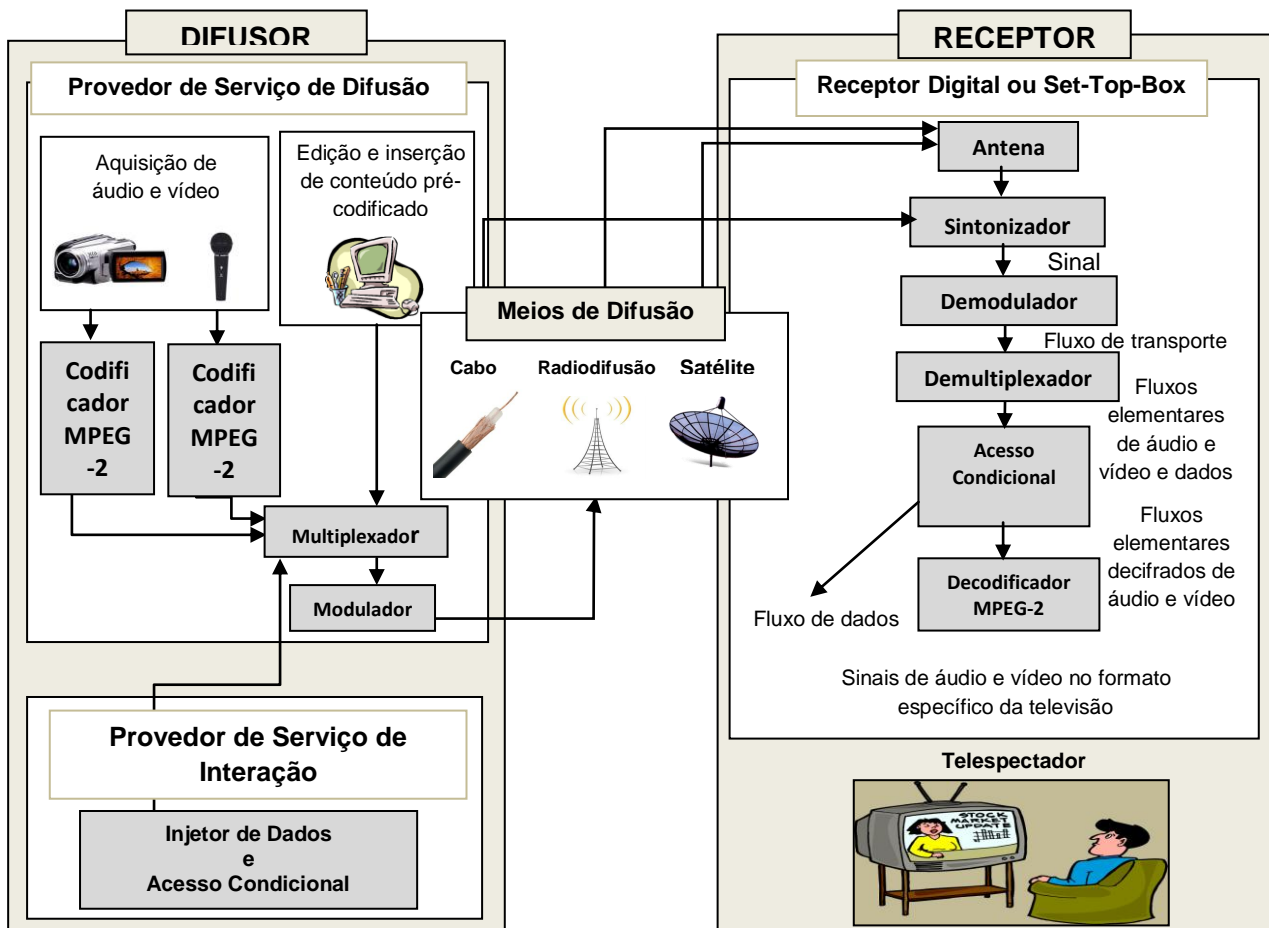 DIFUSOR
Provedor de Serviço de Difusão
Aquisição de
áudio e vídeo
Edição e inserção
de conteúdo pré-
codificado
Codifi
cador
MPEG
-2
Codifi
cador
MPEG
-2
Multiplexador
Modulador
Provedor de Serviço de
Interação
Injetor de Dados
e
Acesso Condicional
Meios de Difusão
Cabo
Radiodifusão
Satélite
RECEPTOR
Receptor Digital ou Set-Top-Box
Antena
Sintonizador
Sinal
Demodulador
Fluxo de transporte
Demultiplexador
Fluxos
elementares
de áudio e
vídeo e dados
Acesso
Condicional
Fluxos
elementares
decifrados de
áudio e vídeo
Decodificador
MPEG-2
Fluxo de dados
Sinais de áudio e vídeo no formato
específico da televisão
Telespectador
STOCK
MARKET
UPDATE